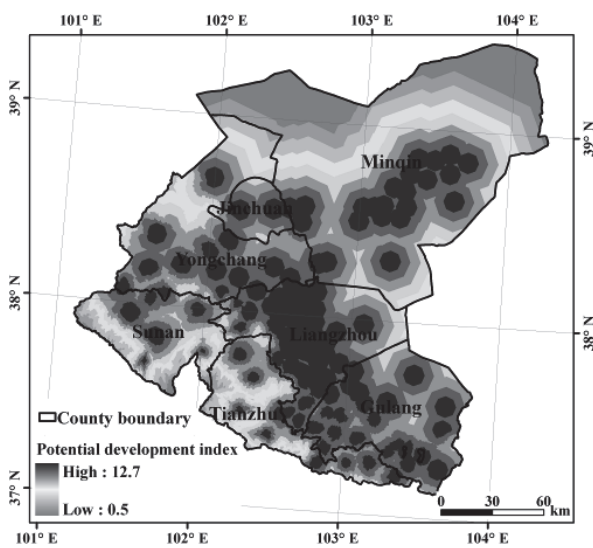 101° E
102° E
103° E
104° E
39° N
39° N
Minqin
Jinchuan
Yongchang
38° N
38° N
Sunan
Liangzhou
County boundary
Tianzhu
Gulang
Potential development index
High : 12.7
Low : 0.5
37° N
37° N
0 30 60
km
101° E
102° E
103° E
104° E